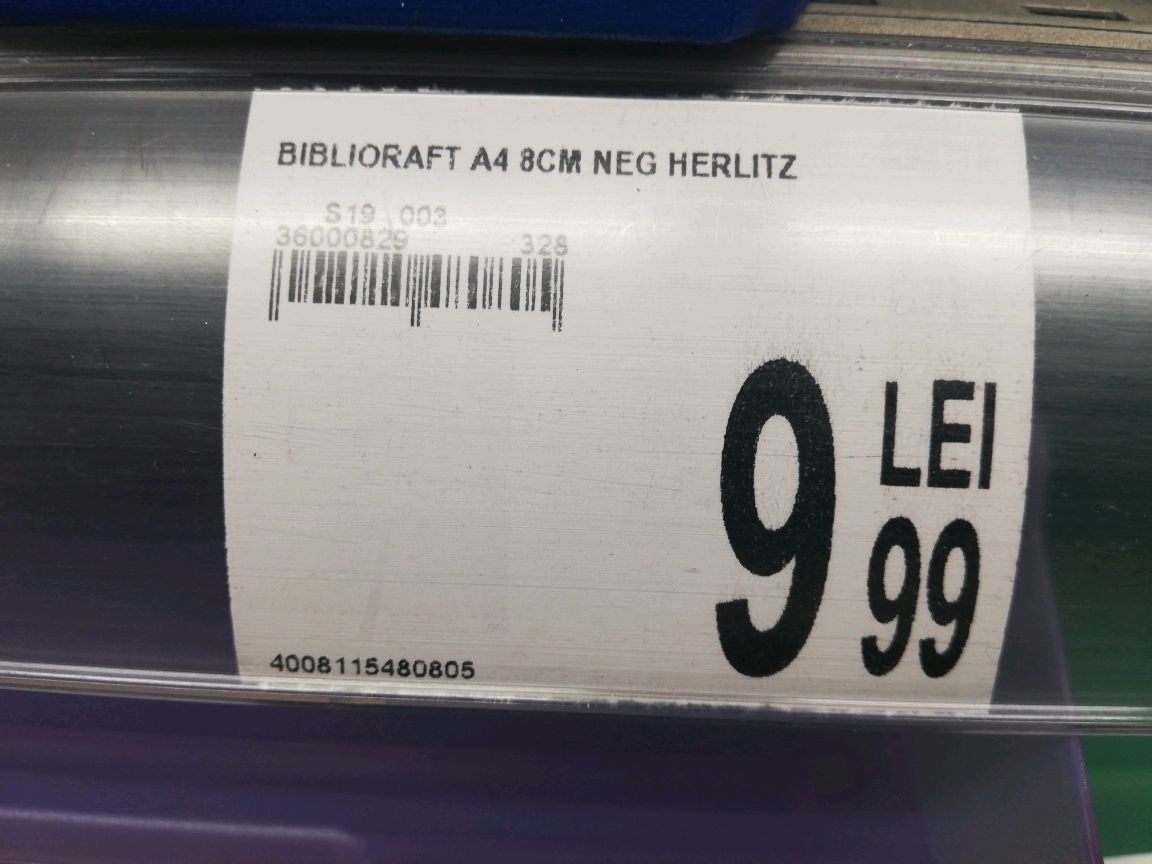 BIBLIORAFT A4 8CM NEG HERLITZ
S19 003
36000829 328
9 LEI
99
4008115480805